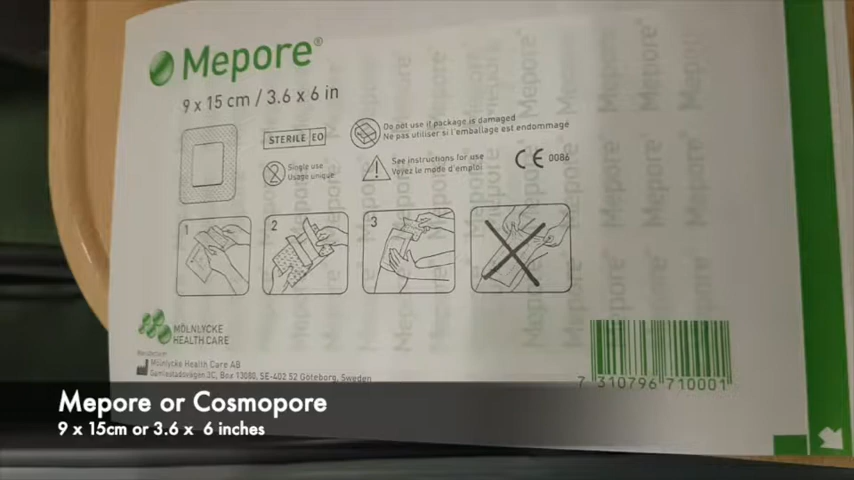 Mepore®
9 x 15 cm / 3.6 x 6 in
STERILE EO
Do not use if package is damaged
Ne pas utiliser si l'emballage est endommagé
Single use
Usage unique
See instructions for use
Voyez le mode d'emploi
CE 0086
1
2
3
MÖLNLYCKE
HEALTH CARE
Mölnlycke Health Care AB
Gamlestadsvägen 3C, Box 13080, SE-402 52 Göteborg, Sweden
7 310796 710001
Mepore or Cosmopore
9 x 15cm or 3.6 x 6 inches